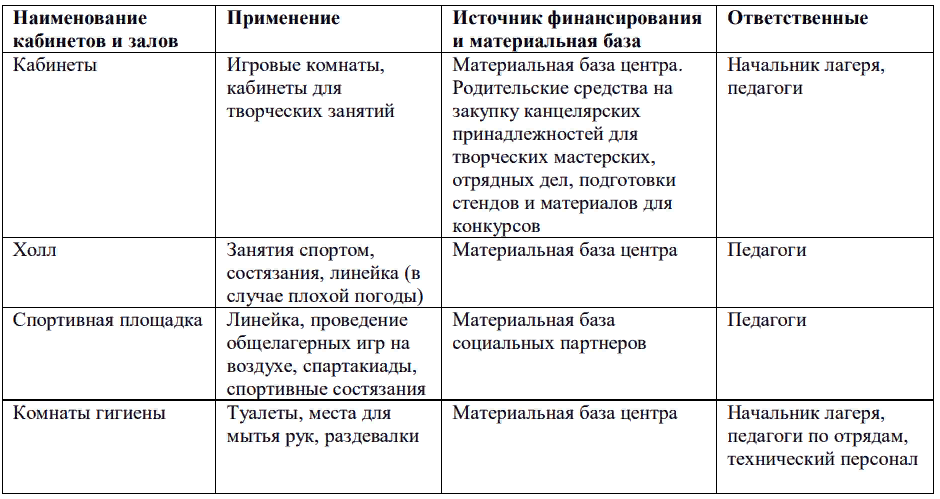 Наименование
кабинетов и залов
Применение
Источник финансирования
и материальная база
Ответственные
Кабинеты
Игровые комнаты,
кабинеты для
творческих занятий
Материальная база центра.
Родительские средства на
закупку канцелярских
принадлежностей для
творческих мастерских,
отрядных дел, подготовки
стендов и материалов для
конкурсов
Начальник лагеря,
педагоги
Холл
Занятия спортом,
состязания, линейка (в
случае плохой погоды)
Материальная база центра
Педагоги
Спортивная площадка
Линейка, проведение
общелагерных игр на
воздухе, спартакиады,
спортивные состязания
Материальная база
социальных партнеров
Педагоги
Комнаты гигиены
Туалеты, места для
мытья рук, раздевалки
Материальная база центра
Начальник лагеря,
педагоги по отрядам,
технический персонал